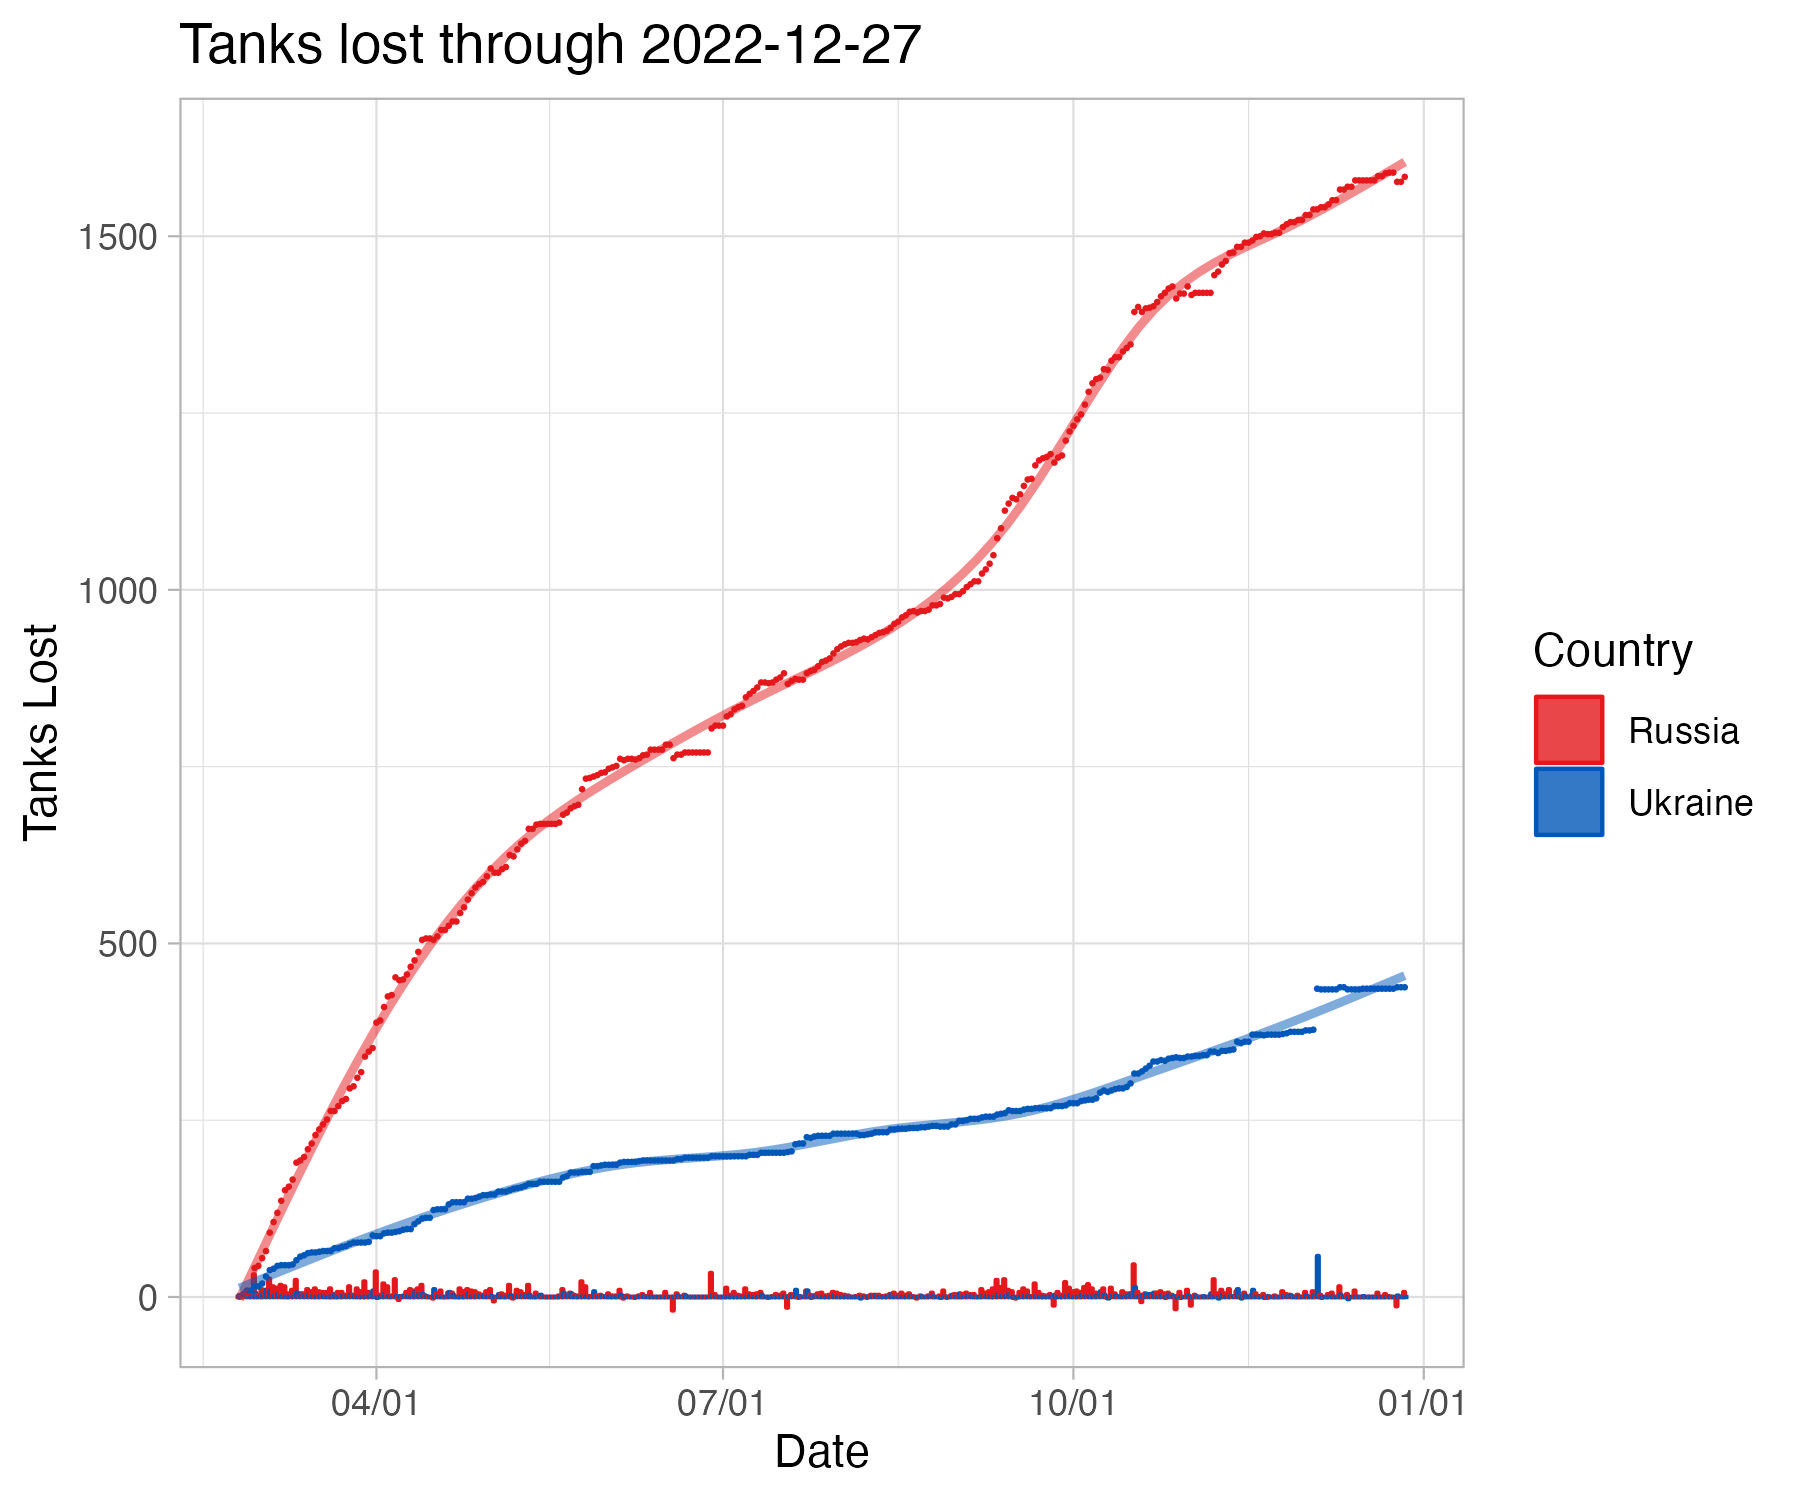 Tanks lost through 2022-12-27
Tanks Lost
1500
1000
500
0
04/01
07/01
10/01
01/01
Date
Country
Russia
Ukraine